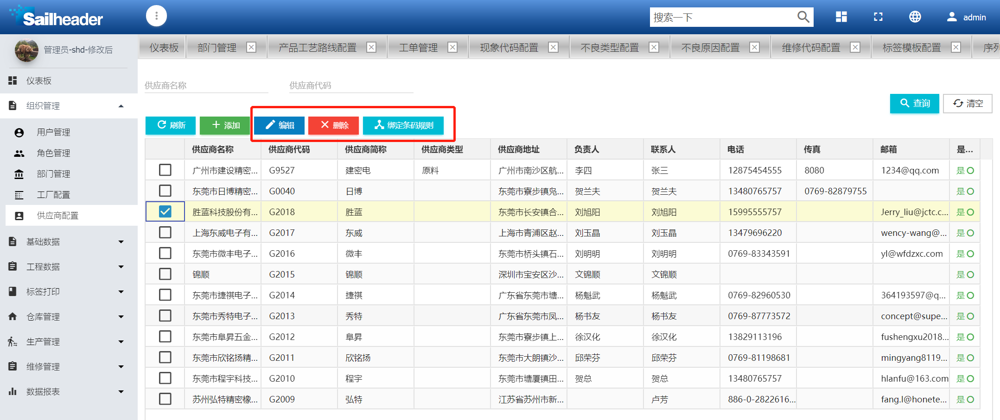 Sailheader
搜索一下
admin
管理员-shd-修改后
仪表板 部门管理 产品工艺路线配置 工单管理 现象代码配置 不良类型配置 不良原因配置 维修代码配置 标签模板配置 序列
仪表板
组织管理
用户管理
角色管理
部门管理
工厂配置
供应商配置
基础数据
工程数据
标签打印
仓库管理
生产管理
维修管理
数据报表
供应商名称 供应商代码
查询 清空
刷新 添加 编辑 删除 绑定条码规则
供应商名称 供应商代码 供应商简称 供应商类型 供应商地址 负责人 联系人 电话 传真 邮箱 是...
广州市建设精密... G9527 建密电 原料 广州市南沙区航... 李四 张三 12875454555 8080 1234@qq.com 是
东莞市日博精密... G0040 日博 东莞市寮步镇凫... 贺兰夫 贺兰夫 13480765757 0769-82879755 是
胜蓝科技股份有... G2018 胜蓝 东莞市长安镇合... 刘旭阳 刘旭阳 15995555757 Jerry_liu@jctc.c... 是
上海东威电子有... G2017 东威 上海市青浦区赵... 刘玉晶 刘玉晶 13479696220 wency-wang@... 是
东莞市微丰电子... G2016 微丰 东莞市桥头镇石... 刘明明 刘明明 0769-83343591 yl@wfdzxc.com 是
锦顺 G2015 锦顺 深圳市宝安区沙... 文锦顺 文锦顺 是
东莞市捷祺电子... G2014 捷祺 广东省东莞市塘... 杨魁武 杨魁武 0769-82960530 364193597@q... 是
东莞市秀特电子... G2013 秀特 广东省东莞市凤... 杨书友 杨书友 0769-87773572 concept@supe... 是
东莞市阜昇五金... G2012 阜昇 东莞市寮步镇上... 徐汉化 徐汉化 13829113196 fushengxu2018... 是
东莞市欣铭扬精... G2011 欣铭扬 东莞市大朗镇沙... 邱荣芬 邱荣芬 0769-81198681 mingyang8119... 是
东莞市程宇科技... G2010 程宇 东莞市塘厦镇田... 贺总 贺总 13480765757 hlanfu@163.com 是
苏州弘特精密橡... G2009 弘特 江苏省苏州市新... 卢芳 886-0-2822616... fang.l@honete... 是